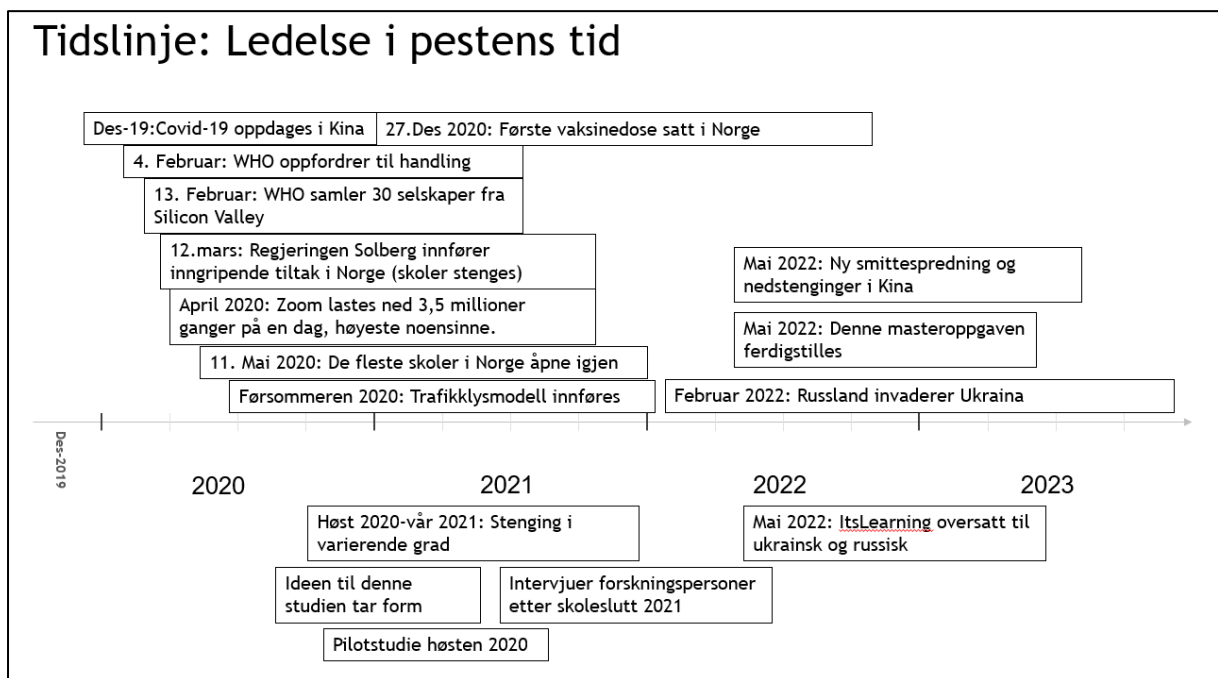 Tidslinje: Ledelse i pestens tid
Des-19:Covid-19 oppdages i Kina
27.Des 2020: Første vaksinedose satt i Norge
4. Februar: WHO oppfordrer til handling
13. Februar: WHO samler 30 selskaper fra
Silicon Valley
12.mars: Regjeringen Solberg innfører
inngripende tiltak i Norge (skoler stenges)
April 2020: Zoom lastes ned 3,5 millioner
ganger på en dag, høyeste noensinne.
11. Mai 2020: De fleste skoler i Norge åpne igjen
Førsommeren 2020: Trafikklysmodell innføres
Mai 2022: Ny smittespredning og
nedstenginger i Kina
Mai 2022: Denne masteroppgaven
ferdigstilles
Februar 2022: Russland invaderer Ukraina
Des-2019
2020
2021
2022
2023
Høst 2020-vår 2021: Stenging i
varierende grad
Ideen til denne
studien tar form
Pilotstudie høsten 2020
Intervjuer forskningspersoner
etter skoleslutt 2021
Mai 2022: ItsLearning oversatt til
ukrainsk og russisk